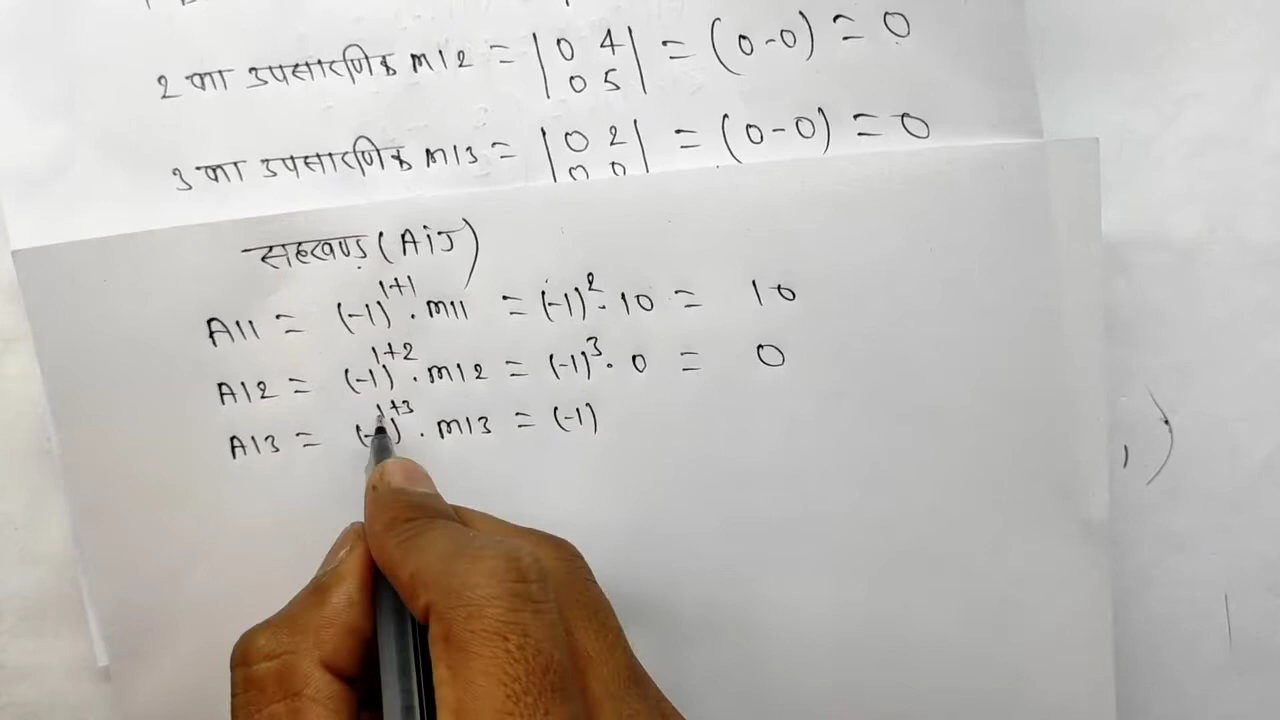 2 का उपसारणिक M12 = | 0 4 | = (0-0) = 0
| 0 5 |
3 का उपसारणिक M13 = | 0 2 | = (0-0) = 0
| 0 0 |
सहखण्ड (Aij)
A11 = (-1)^1+1 . M11 = (-1)^2 . 10 = 10
A12 = (-1)^1+2 . M12 = (-1)^3 . 0 = 0
A13 = (-1)^1+3 . M13 = (-1)